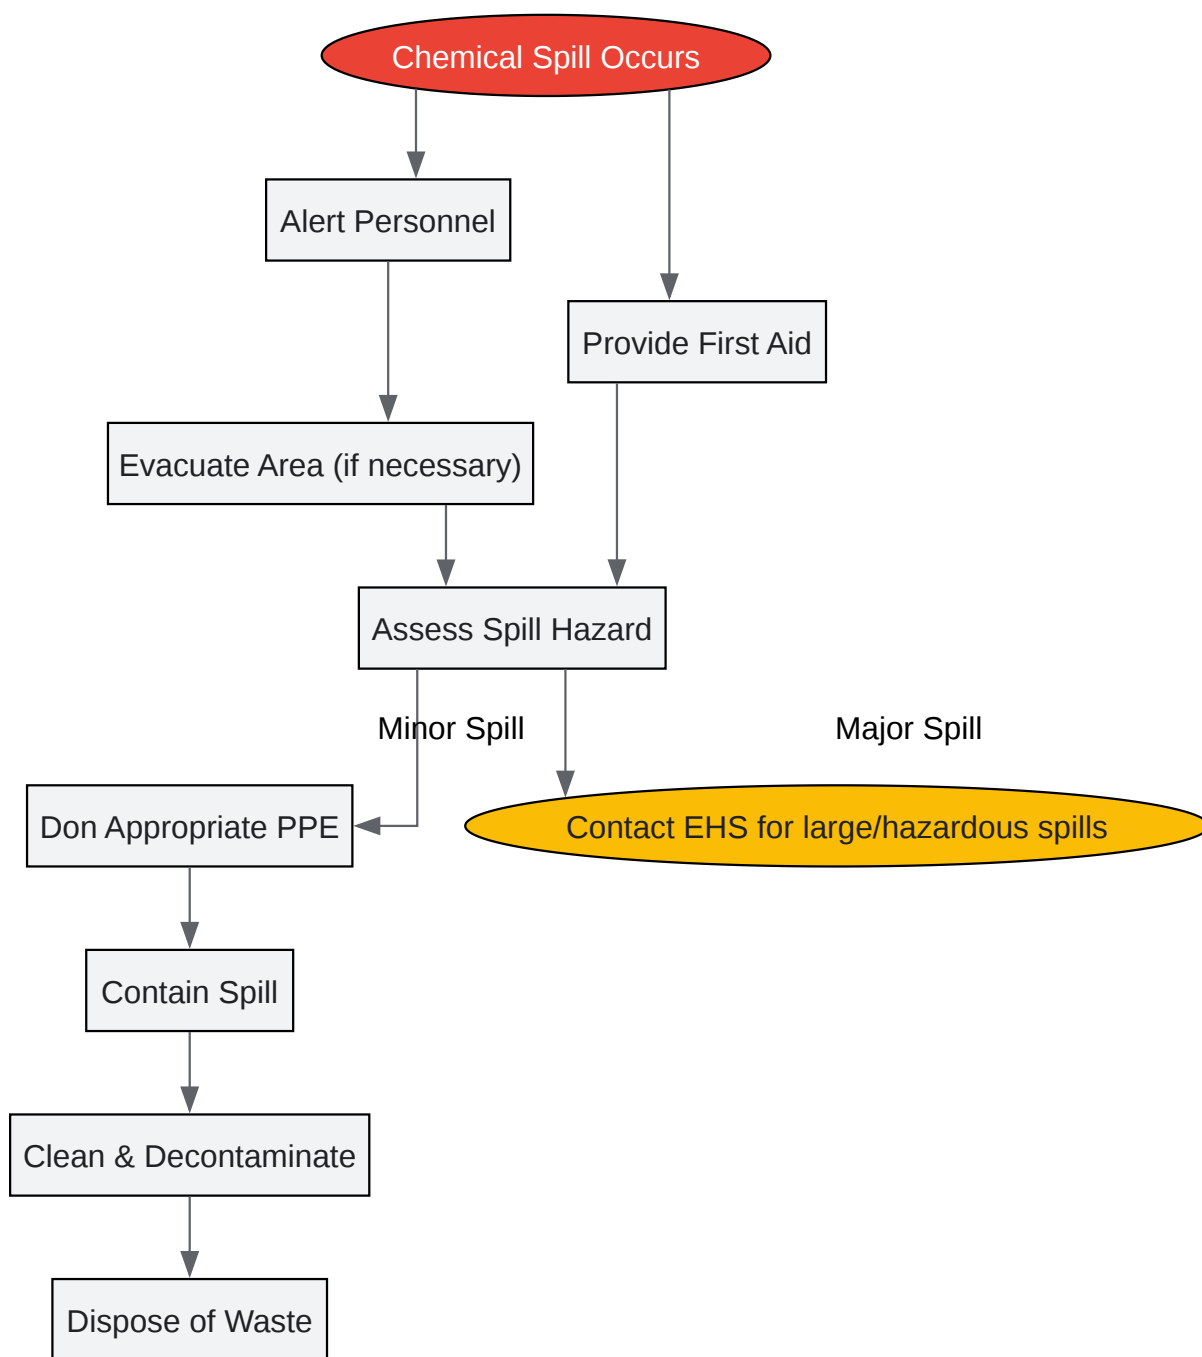 Chemical Spill Occurs
Alert Personnel
Provide First Aid
Evacuate Area (if necessary)
Assess Spill Hazard
Minor Spill
Major Spill
Don Appropriate PPE
Contact EHS for large/hazardous spills
Contain Spill
Clean & Decontaminate
Dispose of Waste